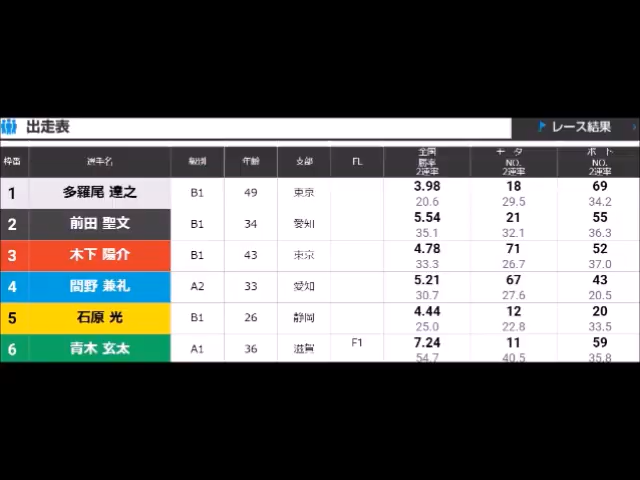 出走表
レース結果
枠番 選手名 級別 年齢 支部 FL 全国 勝率 2連率 モータ NO. 2連率 ボート NO. 2連率
1 多羅尾 達之 B1 49 東京 3.98 18 69
20.6 29.5 34.2
2 前田 聖文 B1 34 愛知 5.54 21 55
35.1 32.1 36.3
3 木下 陽介 B1 43 東京 4.78 71 52
33.3 26.7 37.0
4 間野 兼礼 A2 33 愛知 5.21 67 43
30.7 27.6 20.5
5 石原 光 B1 26 静岡 4.44 12 20
25.0 22.8 33.5
6 青木 玄太 A1 36 滋賀 F1 7.24 11 59
54.7 40.5 35.8